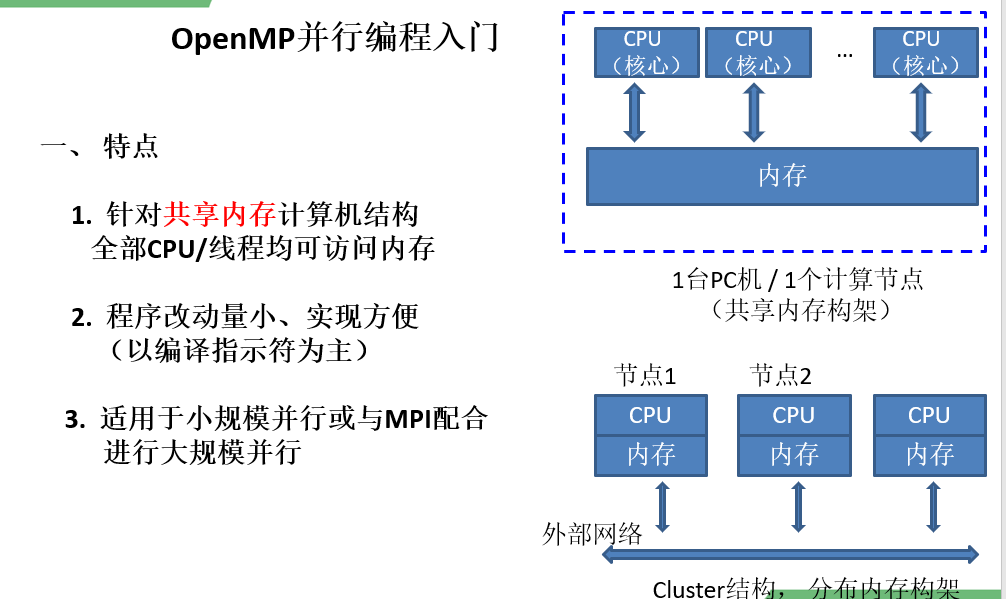 OpenMP并行编程入门
一、 特点
1. 针对共享内存计算机结构
全部CPU/线程均可访问内存
2. 程序改动量小、实现方便
（以编译指示符为主）
3. 适用于小规模并行或与MPI配合
进行大规模并行
CPU
（核心）
CPU
（核心）
...
CPU
（核心）
内存
1台PC机 / 1个计算节点
（共享内存构架）
节点1
节点2
CPU
内存
CPU
内存
CPU
内存
外部网络
Cluster结构， 分布内存构架